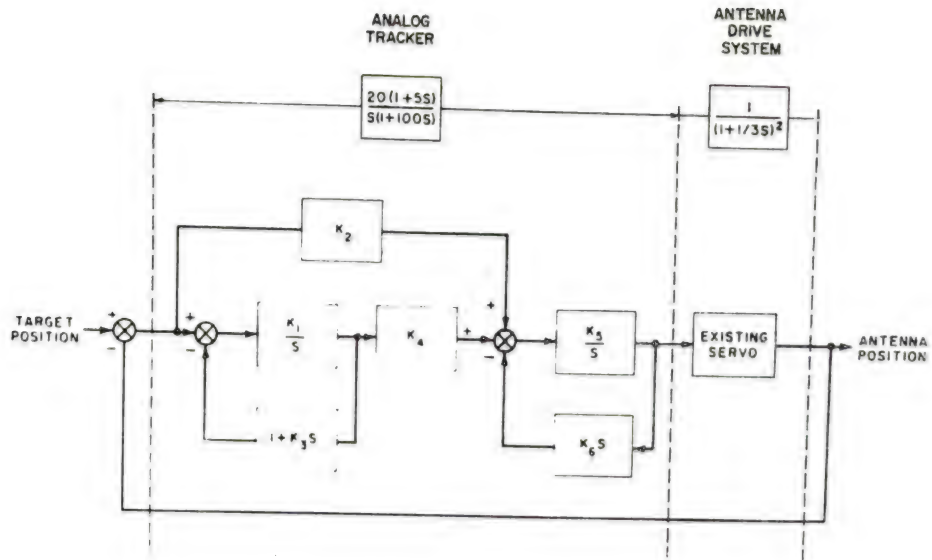 ANALOG
TRACKER
ANTENNA
DRIVE
SYSTEM
20(1+5S)
S(1+100S)
1
(1+1/3S)²
K₂
+
+
+
TARGET
POSITION
-
-
K₁
S
K₄
+
-
K₅
S
EXISTING
SERVO
ANTENNA
POSITION
1+K₃S
K₆S